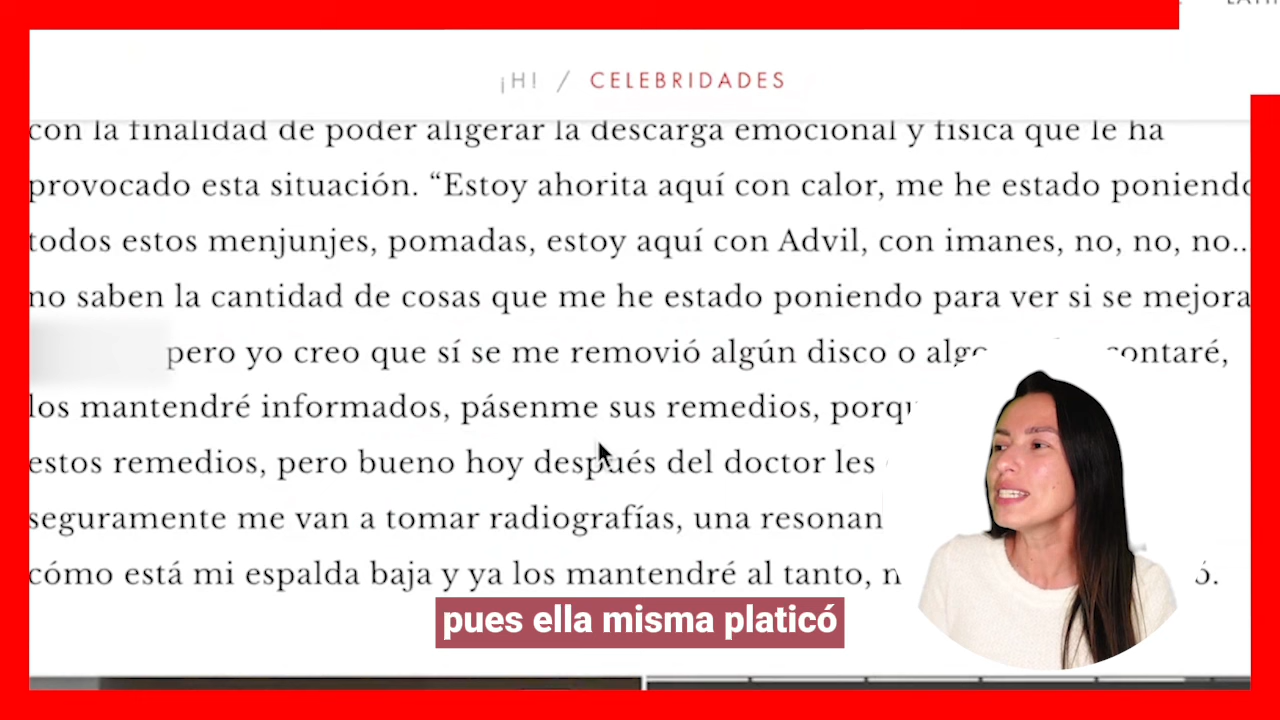 ¡H! / CELEBRIDADES
con la finalidad de poder aligerar la descarga emocional y física que le ha
provocado esta situación. “Estoy ahorita aquí con calor, me he estado poniendo
todos estos menjunjes, pomadas, estoy aquí con Advil, con imanes, no, no, no..
no saben la cantidad de cosas que me he estado poniendo para ver si se mejora
pero yo creo que sí se me removió algún disco o algo contaré,
los mantendré informados, pásenme sus remedios,
estos remedios, pero bueno hoy después del doctor les
seguramente me van a tomar radiografías, una
cómo está mi espalda baja y ya los mantendré al tanto,
pues ella misma platicó